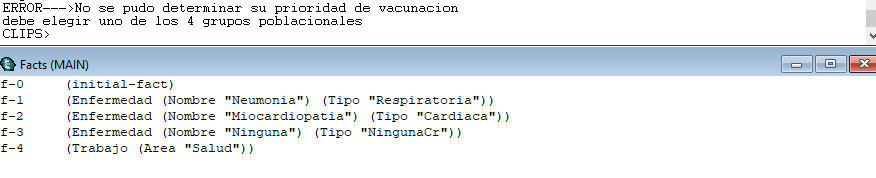 ERROR--->No se pudo determinar su prioridad de vacunacion
debe elegir uno de los 4 grupos poblacionales
CLIPS>
Facts (MAIN)
f-0     (initial-fact)
f-1     (Enfermedad (Nombre "Neumonia") (Tipo "Respiratoria"))
f-2     (Enfermedad (Nombre "Miocardiopatia") (Tipo "Cardiaca"))
f-3     (Enfermedad (Nombre "Ninguna") (Tipo "NingunaCr"))
f-4     (Trabajo (Area "Salud"))